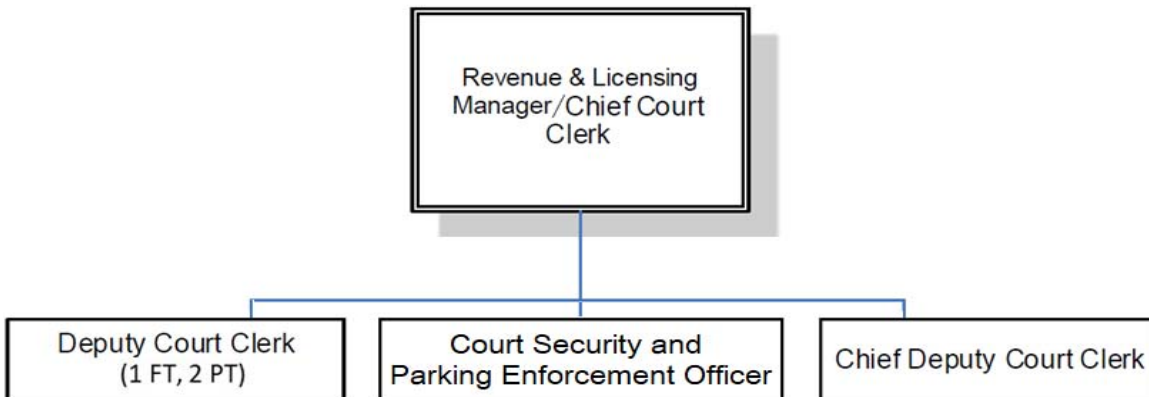 Revenue & Licensing
Manager/Chief Court
Clerk
Deputy Court Clerk
(1 FT, 2 PT)
Court Security and
Parking Enforcement Officer
Chief Deputy Court Clerk